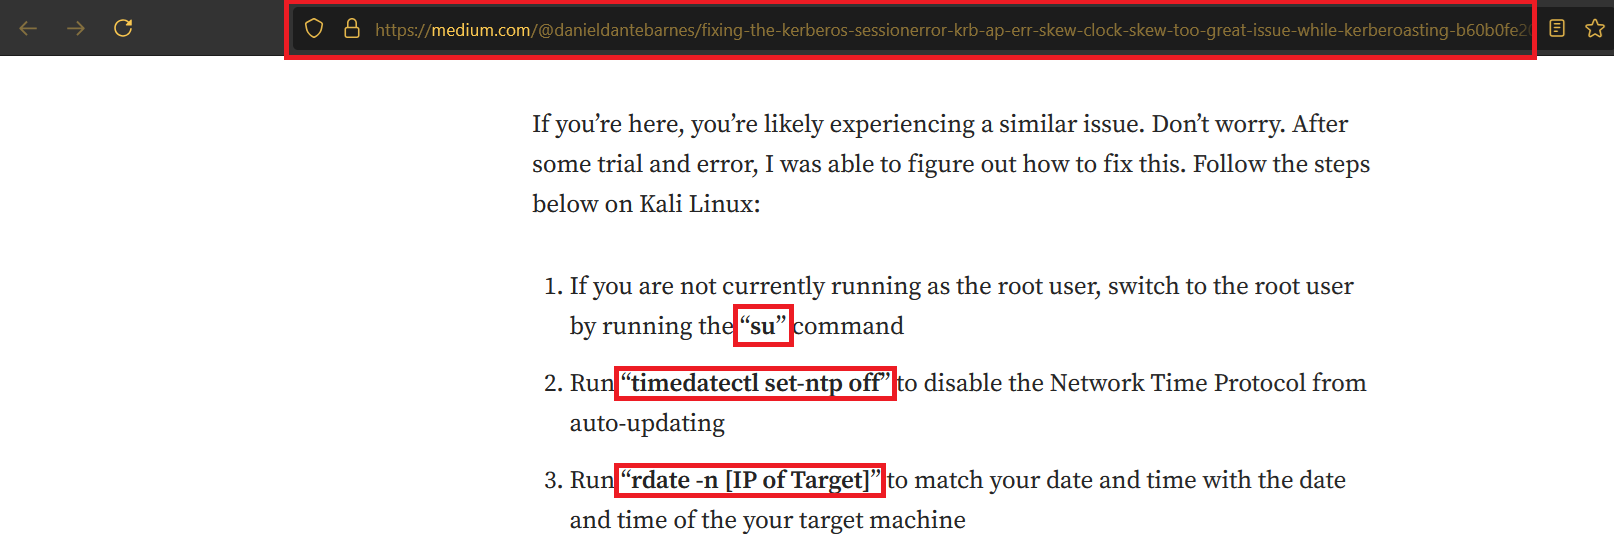 https://medium.com/@danieldantebarnes/fixing-the-kerberos-sessionerror-krb-ap-err-skew-clock-skew-too-great-issue-while-kerberoasting-b60b0fe20
If you’re here, you’re likely experiencing a similar issue. Don’t worry. After
some trial and error, I was able to figure out how to fix this. Follow the steps
below on Kali Linux:
1. If you are not currently running as the root user, switch to the root user
by running the “su” command
2. Run “timedatectl set-ntp off” to disable the Network Time Protocol from
auto-updating
3. Run “rdate -n [IP of Target]” to match your date and time with the date
and time of the your target machine